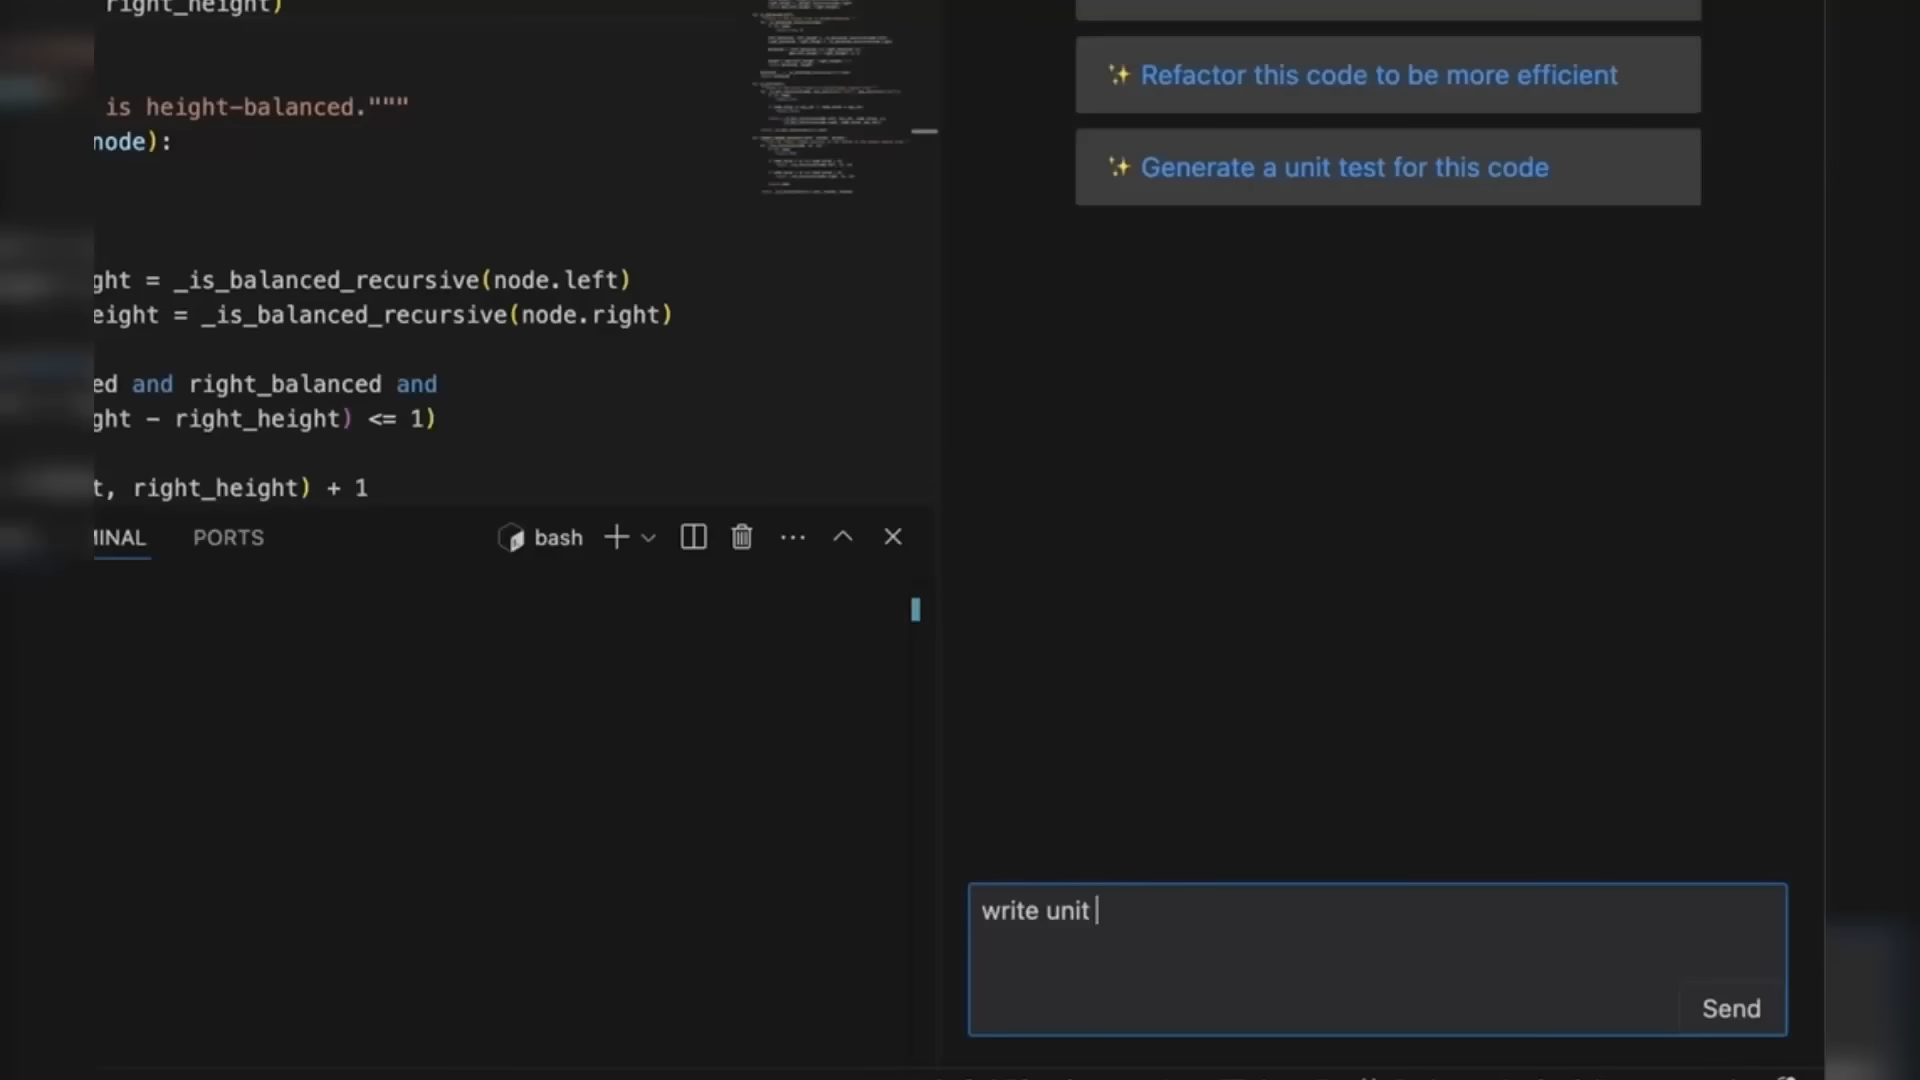 right_height)
is height-balanced."""
node):
ght = _is_balanced_recursive(node.left)
eight = _is_balanced_recursive(node.right)
ed and right_balanced and
ght - right_height) <= 1)
t, right_height) + 1
MINAL
PORTS
bash
✨ Refactor this code to be more efficient
✨ Generate a unit test for this code
write unit
Send